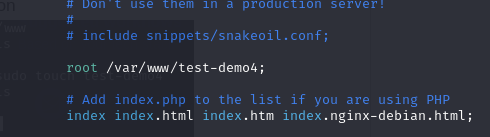 # Don't use them in a production server!
#
# include snippets/snakeoil.conf;
root /var/www/test-demo4;
# Add index.php to the list if you are using PHP
index index.html index.htm index.nginx-debian.html;